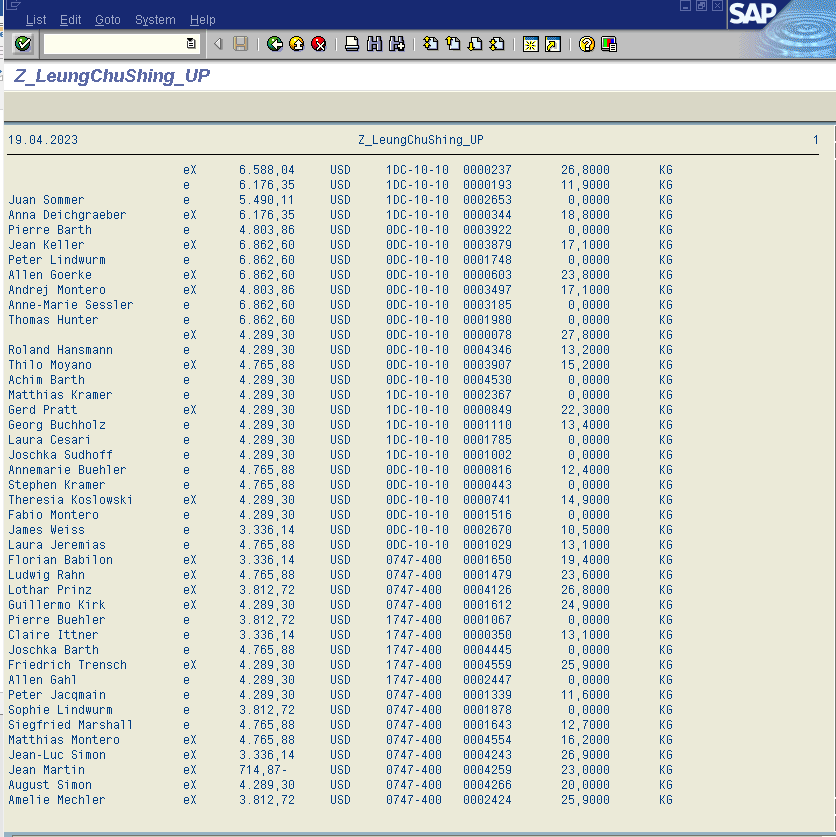 List Edit Goto System Help
SAP
Z_LeungChuShing_UP
19.04.2023 Z_LeungChuShing_UP 1
eX 6.588,04 USD 1DC-10-10 0000237 26,8000 KG
e 6.176,35 USD 1DC-10-10 0000193 11,9000 KG
Juan Sommer e 5.490,11 USD 1DC-10-10 0002653 0,0000 KG
Anna Deichgraeber eX 6.176,35 USD 1DC-10-10 0000344 18,8000 KG
Pierre Barth e 4.803,86 USD 0DC-10-10 0003922 0,0000 KG
Jean Keller eX 6.862,60 USD 0DC-10-10 0003879 17,1000 KG
Peter Lindwurm e 6.862,60 USD 0DC-10-10 0001748 0,0000 KG
Allen Goerke eX 6.862,60 USD 0DC-10-10 0000603 23,8000 KG
Andrej Montero eX 4.803,86 USD 0DC-10-10 0003497 17,1000 KG
Anne-Marie Sessler e 6.862,60 USD 0DC-10-10 0003185 0,0000 KG
Thomas Hunter e 6.862,60 USD 0DC-10-10 0001980 0,0000 KG
eX 4.289,30 USD 0DC-10-10 0000078 27,8000 KG
Roland Hansmann e 4.289,30 USD 0DC-10-10 0004346 13,2000 KG
Thilo Moyano eX 4.765,88 USD 0DC-10-10 0003907 15,2000 KG
Achim Barth e 4.289,30 USD 0DC-10-10 0004530 0,0000 KG
Matthias Kramer e 4.289,30 USD 1DC-10-10 0002367 0,0000 KG
Gerd Pratt eX 4.289,30 USD 1DC-10-10 0000849 22,3000 KG
Georg Buchholz e 4.289,30 USD 1DC-10-10 0001110 13,4000 KG
Laura Cesari e 4.289,30 USD 1DC-10-10 0001785 0,0000 KG
Joschka Sudhoff e 4.289,30 USD 1DC-10-10 0001002 0,0000 KG
Annemarie Buehler e 4.765,88 USD 0DC-10-10 0000816 12,4000 KG
Stephen Kramer e 4.765,88 USD 0DC-10-10 0000443 0,0000 KG
Theresia Koslowski eX 4.289,30 USD 0DC-10-10 0000741 14,9000 KG
Fabio Montero e 4.289,30 USD 0DC-10-10 0001516 0,0000 KG
James Weiss e 3.336,14 USD 0DC-10-10 0002670 10,5000 KG
Laura Jeremias e 4.765,88 USD 0DC-10-10 0001029 13,1000 KG
Florian Babilon eX 3.336,14 USD 0747-400 0001650 19,4000 KG
Ludwig Rahn eX 4.765,88 USD 0747-400 0001479 23,6000 KG
Lothar Prinz eX 3.812,72 USD 0747-400 0004126 26,8000 KG
Guillermo Kirk eX 4.289,30 USD 0747-400 0001612 24,9000 KG
Pierre Buehler e 3.812,72 USD 1747-400 0001067 0,0000 KG
Claire Ittner e 3.336,14 USD 1747-400 0000350 13,1000 KG
Joschka Barth e 4.765,88 USD 1747-400 0004445 0,0000 KG
Friedrich Trensch eX 4.289,30 USD 1747-400 0004559 25,9000 KG
Allen Gahl e 4.289,30 USD 1747-400 0002447 0,0000 KG
Peter Jacqmain e 4.289,30 USD 0747-400 0001339 11,6000 KG
Sophie Lindwurm e 3.812,72 USD 0747-400 0001878 0,0000 KG
Siegfried Marshall e 4.765,88 USD 0747-400 0001643 12,7000 KG
Matthias Montero eX 4.765,88 USD 0747-400 0004554 16,2000 KG
Jean-Luc Simon eX 3.336,14 USD 0747-400 0004243 26,9000 KG
Jean Martin eX 714,87- USD 0747-400 0004259 23,0000 KG
August Simon eX 4.289,30 USD 0747-400 0004266 20,0000 KG
Amelie Mechler eX 3.812,72 USD 0747-400 0002424 25,9000 KG